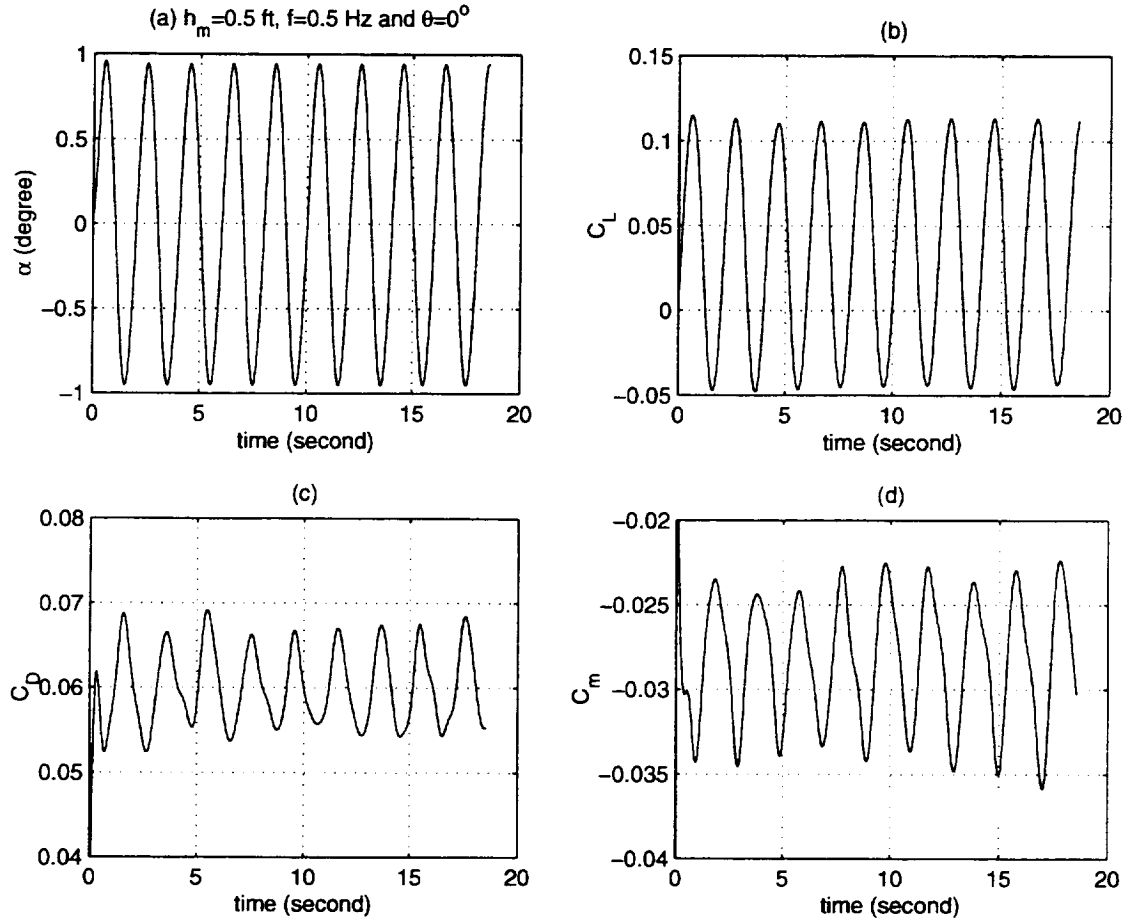 (a) h_m=0.5 ft, f=0.5 Hz and θ=0°
1
0.5
0
−0.5
−1
α (degree)
0 5 10 15 20
time (second)
(b)
0.15
0.1
0.05
0
−0.05
C_L
0 5 10 15 20
time (second)
(c)
0.08
0.07
0.06
0.05
0.04
C_D
0 5 10 15 20
time (second)
(d)
−0.02
−0.025
−0.03
−0.035
−0.04
C_m
0 5 10 15 20
time (second)